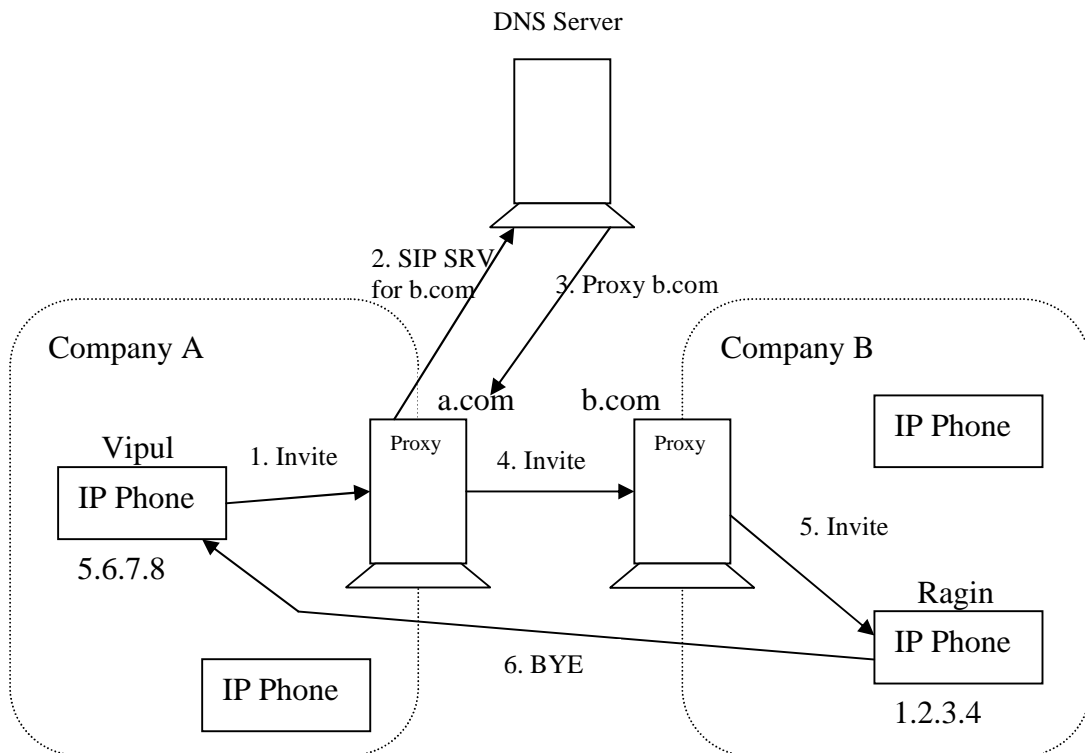 DNS Server
2. SIP SRV
for b.com
3. Proxy b.com
Company A
Company B
a.com
b.com
Proxy
Proxy
IP Phone
Vipul
1. Invite
4. Invite
IP Phone
5. Invite
5.6.7.8
Ragin
IP Phone
6. BYE
IP Phone
1.2.3.4